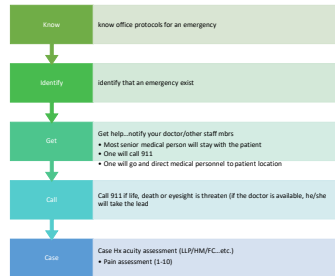 Know
know office protocols for an emergency
Identify
identify that an emergency exist
Get
Get help...notify your doctor/other staff mbrs
• Most senior medical person will stay with the patient
• One will call 911
• One will go and direct medical personnel to patient location
Call
Call 911 if life, death or eyesight is threaten (if the doctor is available, he/she
will take the lead
Case
Case Hx acuity assessment (LLP/HM/FC...etc.)
• Pain assessment (1-10)